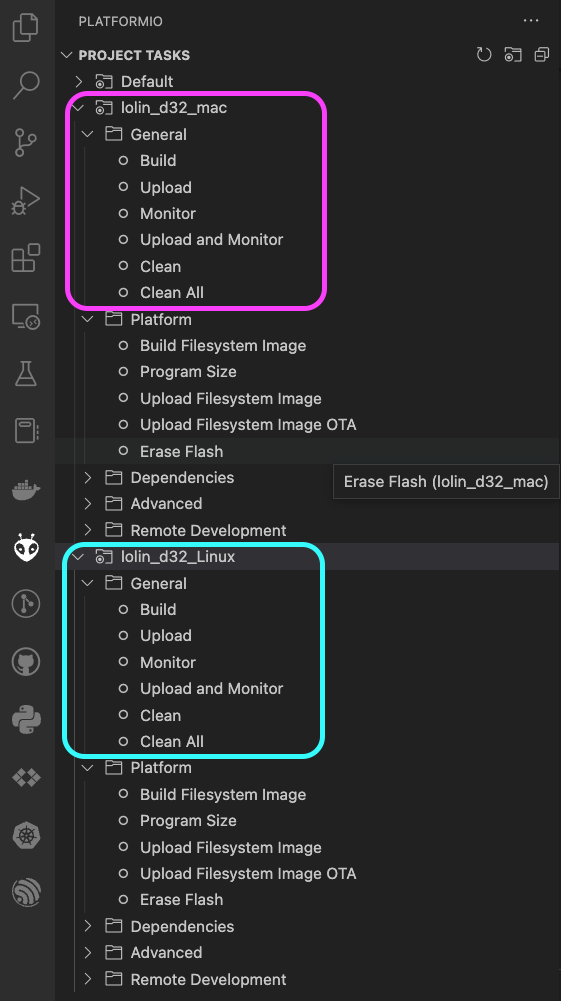 PLATFORMIO
PROJECT TASKS
Default
lolin_d32_mac
General
Build
Upload
Monitor
Upload and Monitor
Clean
Clean All
Platform
Build Filesystem Image
Program Size
Upload Filesystem Image
Upload Filesystem Image OTA
Erase Flash
Dependencies
Erase Flash (lolin_d32_mac)
Advanced
Remote Development
lolin_d32_Linux
General
Build
Upload
Monitor
Upload and Monitor
Clean
Clean All
Platform
Build Filesystem Image
Program Size
Upload Filesystem Image
Upload Filesystem Image OTA
Erase Flash
Dependencies
Advanced
Remote Development